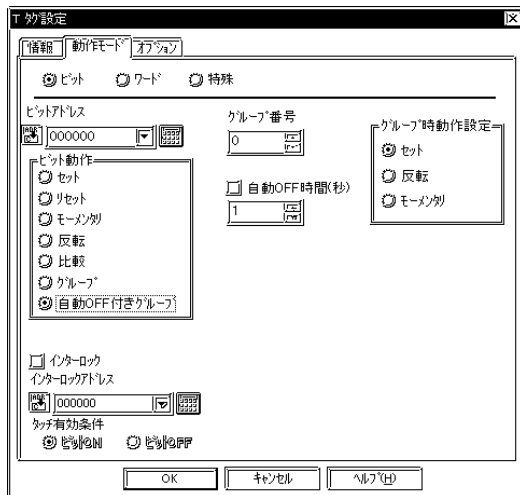 T ﾀｸﾞ設定
情報 動作ﾓｰﾄﾞ ｵﾌﾟｼｮﾝ
ﾋﾞｯﾄ ﾜｰﾄﾞ 特殊
ﾋﾞｯﾄｱﾄﾞﾚｽ
000000
ﾋﾞｯﾄ動作
ｾｯﾄ
ﾘｾｯﾄ
ﾓｰﾒﾝﾀﾘ
反転
比較
ｸﾞﾙｰﾌﾟ
自動OFF付きｸﾞﾙｰﾌﾟ
ｸﾞﾙｰﾌﾟ番号
0
自動OFF時間(秒)
1
ｸﾞﾙｰﾌﾟ時動作設定
ｾｯﾄ
反転
ﾓｰﾒﾝﾀﾘ
ｲﾝﾀｰﾛｯｸ
ｲﾝﾀｰﾛｯｸｱﾄﾞﾚｽ
000000
ﾀｯﾁ有効条件
ﾋﾞｯﾄON ﾋﾞｯﾄOFF
OK ｷｬﾝｾﾙ ﾍﾙﾌﾟ(H)